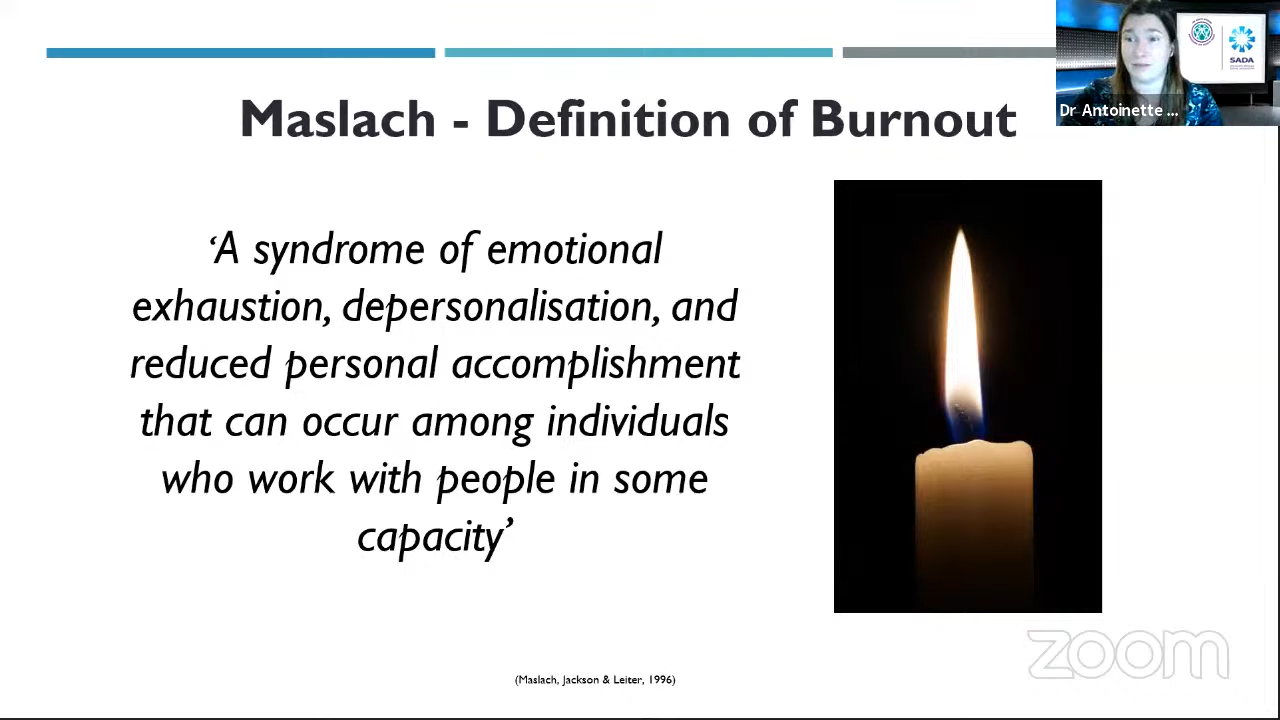 Maslach - Definition of Burnout
Dr Antoinette ...
SADA
‘A syndrome of emotional
exhaustion, depersonalisation, and
reduced personal accomplishment
that can occur among individuals
who work with people in some
capacity’
zoom
(Maslach, Jackson & Leiter, 1996)